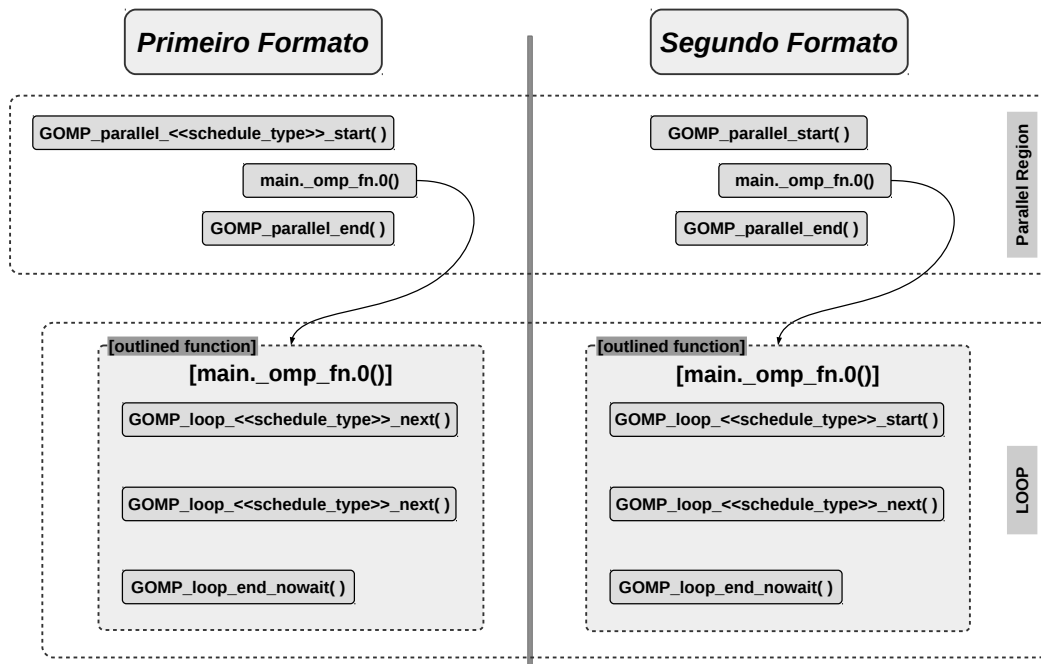 Primeiro Formato
GOMP_parallel_<<schedule_type>>_start( )
main._omp_fn.0()
GOMP_parallel_end( )
[outlined function]
[main._omp_fn.0()]
GOMP_loop_<<schedule_type>>_next( )
GOMP_loop_<<schedule_type>>_next( )
GOMP_loop_end_nowait( )
Segundo Formato
GOMP_parallel_start( )
main._omp_fn.0()
GOMP_parallel_end( )
[outlined function]
[main._omp_fn.0()]
GOMP_loop_<<schedule_type>>_start( )
GOMP_loop_<<schedule_type>>_next( )
GOMP_loop_end_nowait( )
Parallel Region
LOOP